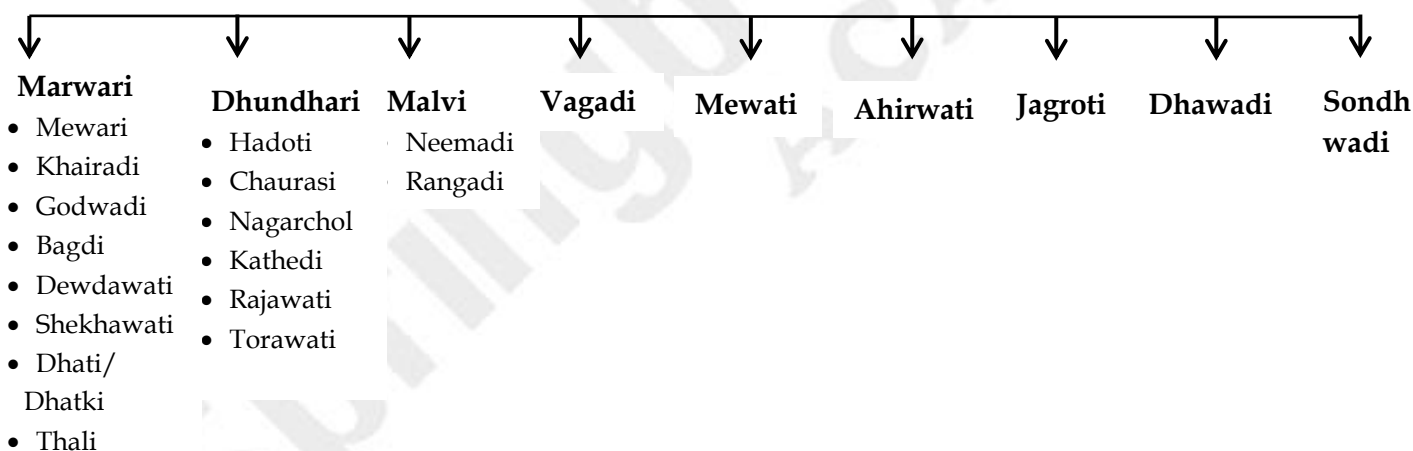 Marwari
• Mewari
• Khairadi
• Godwadi
• Bagdi
• Dewdawati
• Shekhawati
• Dhati/
Dhatki
• Thali
Dhundhari
• Hadoti
• Chaurasi
• Nagarchol
• Kathedi
• Rajawati
• Torawati
Malvi
Neemadi
Rangadi
Vagadi
Mewati
Ahirwati
Jagroti
Dhawadi
Sondh
wadi